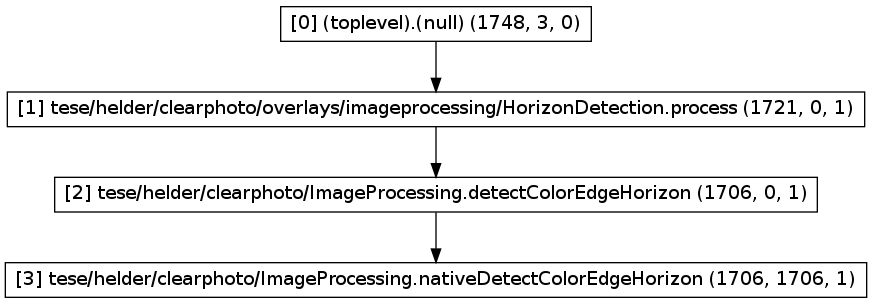 [0] (toplevel).(null) (1748, 3, 0)
[1] tese/helder/clearphoto/overlays/imageprocessing/HorizonDetection.process (1721, 0, 1)
[2] tese/helder/clearphoto/ImageProcessing.detectColorEdgeHorizon (1706, 0, 1)
[3] tese/helder/clearphoto/ImageProcessing.nativeDetectColorEdgeHorizon (1706, 1706, 1)